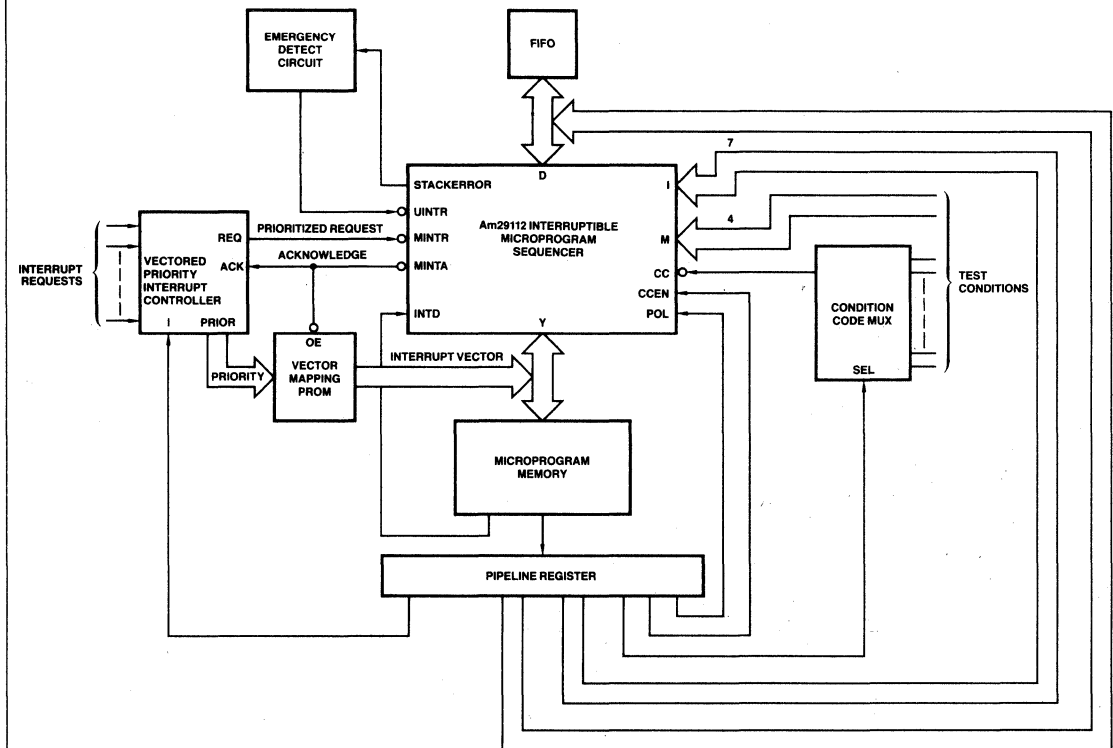 EMERGENCY
DETECT
CIRCUIT
FIFO
7
D
STACKERROR
I
UINTR
Am29112 INTERRUPTIBLE
MICROPROGRAM
SEQUENCER
4
REQ
PRIORITIZED REQUEST
MINTR
M
INTERRUPT
REQUESTS
VECTORED
PRIORITY
INTERRUPT
CONTROLLER
ACK
ACKNOWLEDGE
MINTA
CC
TEST
CONDITIONS
CCEN
INTD
POL
CONDITION
CODE MUX
I
PRIOR
Y
OE
INTERRUPT VECTOR
SEL
PRIORITY
VECTOR
MAPPING
PROM
MICROPROGRAM
MEMORY
PIPELINE REGISTER